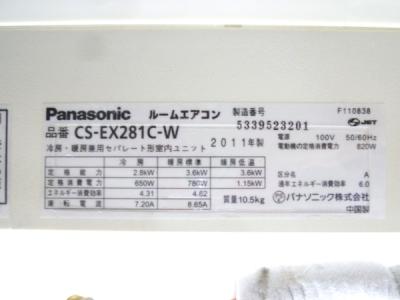 Panasonic ルームエアコン 製造番号 F110838
品番 CS-EX281C-W 5339523201 JET
冷房・暖房兼用セパレート形室内ユニット 2011年製
電源 100V 50/60Hz
電動機の定格消費電力 820W
冷房 暖房標準 暖房低温
定格能力 2.8kW 3.6kW 3.6kW
定格消費電力 650W 780W 1.15kW
エネルギー消費効率 4.31 4.62
運転電流 7.20A 8.65A
質量 10.5kg
区分名 A
通年エネルギー消費効率 6.0
パナソニック株式会社
中国製